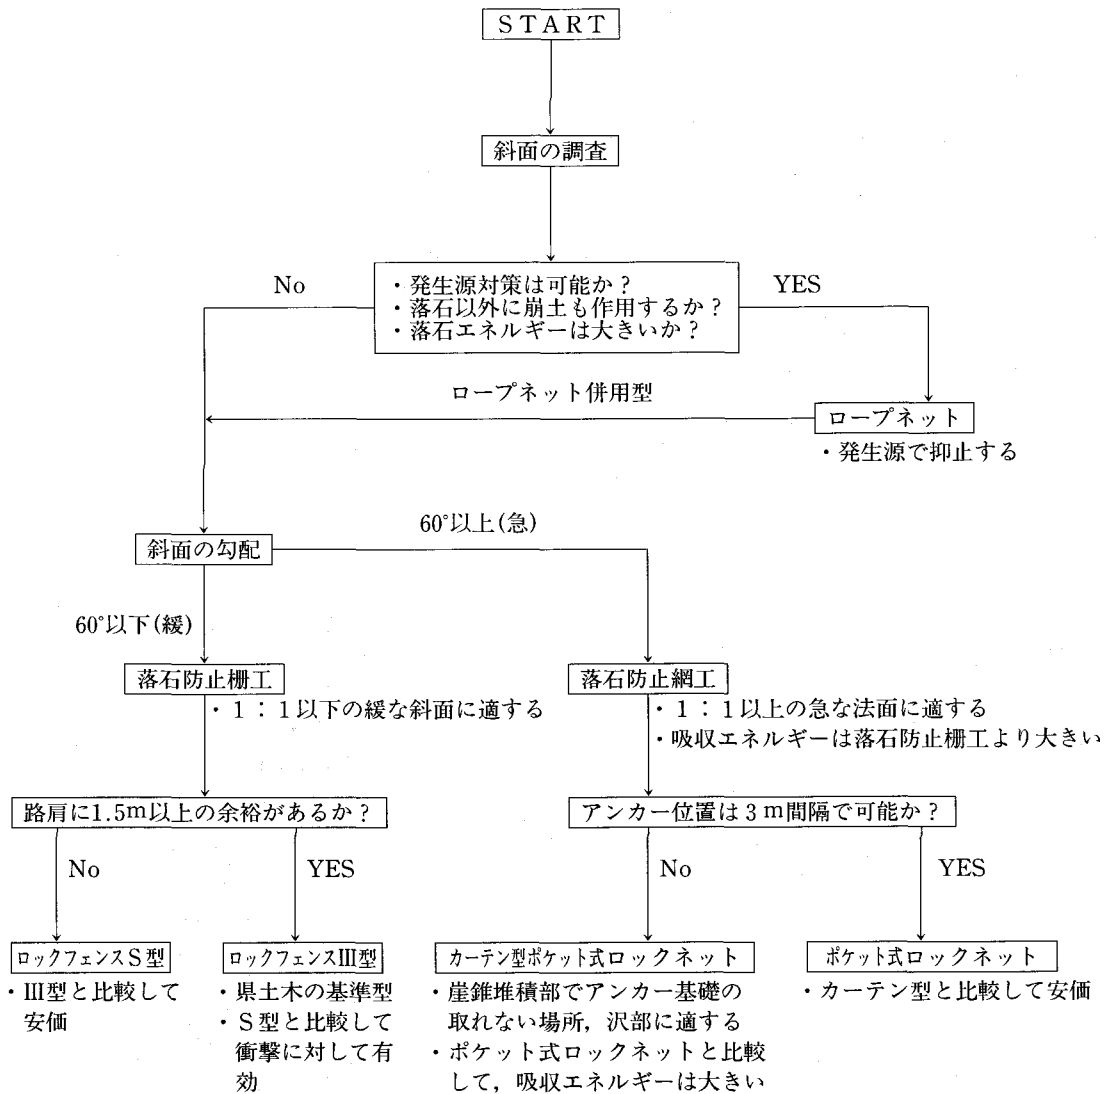 START
斜面の調査
No
・発生源対策は可能か？
・落石以外に崩土も作用するか？
・落石エネルギーは大きいか？
YES
ロープネット併用型
ロープネット
・発生源で抑止する
斜面の勾配
60°以上(急)
60°以下(緩)
落石防止柵工
・１：１以下の緩な斜面に適する
落石防止網工
・１：１以上の急な法面に適する
・吸収エネルギーは落石防止柵工より大きい
路肩に1.5m以上の余裕があるか？
No
YES
アンカー位置は３ｍ間隔で可能か？
No
YES
ロックフェンスＳ型
・Ⅲ型と比較して
安価
ロックフェンスⅢ型
・県土木の基準型
・Ｓ型と比較して
衝撃に対して有
効
カーテン型ポケット式ロックネット
・崖錐堆積部でアンカー基礎の
取れない場所，沢部に適する
・ポケット式ロックネットと比較
して，吸収エネルギーは大きい
ポケット式ロックネット
・カーテン型と比較して安価